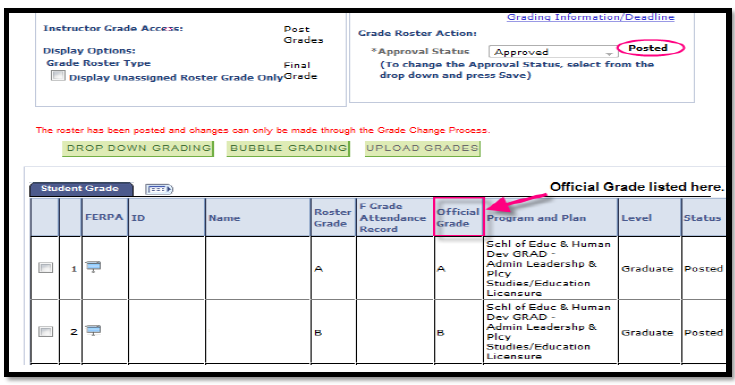 Grading Information/Deadline
Instructor Grade Access: Post Grades
Grade Roster Action:
Display Options:
*Approval Status Approved Posted
Grade Roster Type Final Grade
(To change the Approval Status, select from the
drop down and press Save)
Display Unassigned Roster Grade Only
The roster has been posted and changes can only be made through the Grade Change Process.
DROP DOWN GRADING BUBBLE GRADING UPLOAD GRADES
Student Grade
Official Grade listed here.
FERPA ID Name Roster Grade F Grade Attendance Record Official Grade Program and Plan Level Status
1 A A Schl of Educ & Human
Dev GRAD -
Admin Leadershp &
Plcy
Studies/Education
Licensure Graduate Posted
2 B B Schl of Educ & Human
Dev GRAD -
Admin Leadershp &
Plcy
Studies/Education
Licensure Graduate Posted